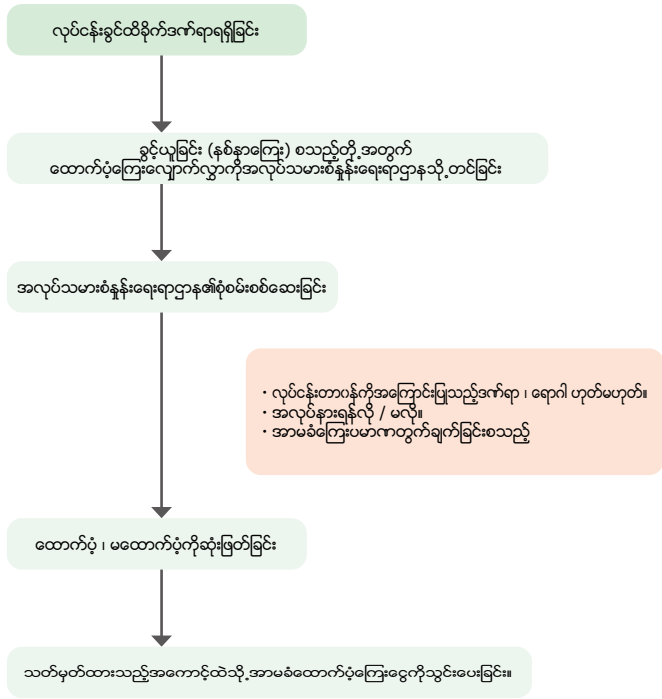 လုပ်ငန်းခွင်ထိခိုက်ဒဏ်ရာရရှိခြင်း
ခွင့်ယူခြင်း (နစ်နာကြေး) စသည့်တို့အတွက်
ထောက်ပံ့ကြေးလျှောက်လွှာကိုအလုပ်သမားစံနှုန်းရေးရာဌာနသို့တင်ခြင်း
အလုပ်သမားစံနှုန်းရေးရာဌာန၏စုံစမ်းစစ်ဆေးခြင်း
・လုပ်ငန်းတာဝန်ကိုအကြောင်းပြုသည့်ဒဏ်ရာ ၊ ရောဂါ ဟုတ်မဟုတ်။
・အလုပ်နားရန်လို / မလို။
・အာမခံကြေးပမာဏတွက်ချက်ခြင်းစသည့်
ထောက်ပံ့ ၊ မထောက်ပံ့ကိုဆုံးဖြတ်ခြင်း
သတ်မှတ်ထားသည့်အကောင့်ထဲသို့အာမခံထောက်ပံ့ကြေးငွေကိုသွင်းပေးခြင်း။